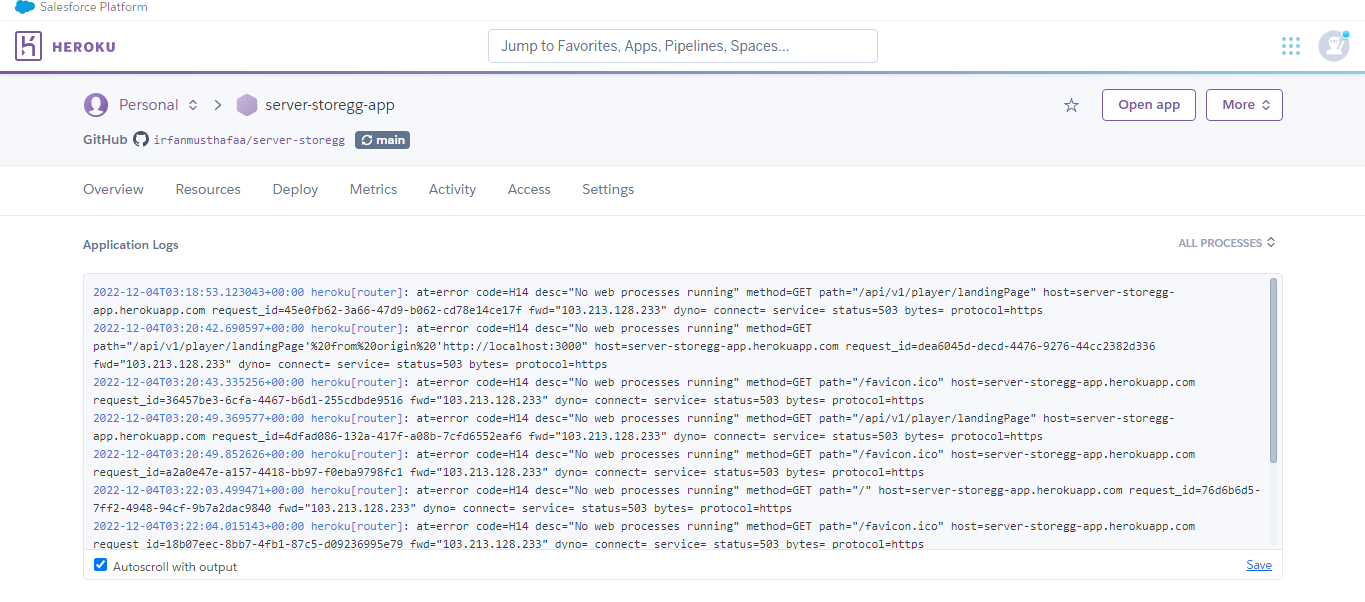 Salesforce Platform
HEROKU
Jump to Favorites, Apps, Pipelines, Spaces...
Personal
server-storegg-app
Open app
More
GitHub irfanmusthafaa/server-storegg main
Overview Resources Deploy Metrics Activity Access Settings
Application Logs
ALL PROCESSES
2022-12-04T03:18:53.123043+00:00 heroku[router]: at=error code=H14 desc="No web processes running" method=GET path="/api/v1/player/landingPage" host=server-storegg-
app.herokuapp.com request_id=45e0fb62-3a66-47d9-b062-cd78e14ce17f fwd="103.213.128.233" dyno= connect= service= status=503 bytes= protocol=https
2022-12-04T03:20:42.690597+00:00 heroku[router]: at=error code=H14 desc="No web processes running" method=GET
path="/api/v1/player/landingPage'%20from%20origin%20'http://localhost:3000" host=server-storegg-app.herokuapp.com request_id=dea6045d-decd-4476-9276-44cc2382d336
fwd="103.213.128.233" dyno= connect= service= status=503 bytes= protocol=https
2022-12-04T03:20:43.335256+00:00 heroku[router]: at=error code=H14 desc="No web processes running" method=GET path="/favicon.ico" host=server-storegg-app.herokuapp.com
request_id=36457be3-6cfa-4467-b6d1-255cdbde9516 fwd="103.213.128.233" dyno= connect= service= status=503 bytes= protocol=https
2022-12-04T03:20:49.369577+00:00 heroku[router]: at=error code=H14 desc="No web processes running" method=GET path="/api/v1/player/landingPage" host=server-storegg-
app.herokuapp.com request_id=4dfad086-132a-417f-a08b-7cfd6552eaf6 fwd="103.213.128.233" dyno= connect= service= status=503 bytes= protocol=https
2022-12-04T03:20:49.852626+00:00 heroku[router]: at=error code=H14 desc="No web processes running" method=GET path="/favicon.ico" host=server-storegg-app.herokuapp.com
request_id=a2a0e47e-a157-4418-bb97-f0eba9798fc1 fwd="103.213.128.233" dyno= connect= service= status=503 bytes= protocol=https
2022-12-04T03:22:03.499471+00:00 heroku[router]: at=error code=H14 desc="No web processes running" method=GET path="/" host=server-storegg-app.herokuapp.com request_id=76d6b6d5-
7ff2-4948-94cf-9b7a2dac9840 fwd="103.213.128.233" dyno= connect= service= status=503 bytes= protocol=https
2022-12-04T03:22:04.015143+00:00 heroku[router]: at=error code=H14 desc="No web processes running" method=GET path="/favicon.ico" host=server-storegg-app.herokuapp.com
request_id=18b07eec-8bb7-4fb1-87c5-d09236995e79 fwd="103.213.128.233" dyno= connect= service= status=503 bytes= protocol=https
Autoscroll with output
Save